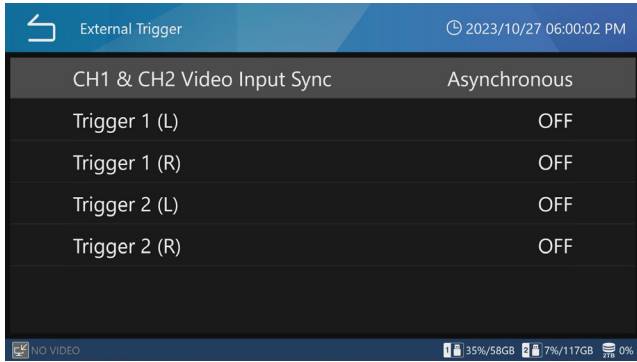 External Trigger 2023/10/27 06:00:02 PM
CH1 & CH2 Video Input Sync Asynchronous
Trigger 1 (L) OFF
Trigger 1 (R) OFF
Trigger 2 (L) OFF
Trigger 2 (R) OFF
NO VIDEO 1 35%/58GB 2 7%/117GB 2TB 0%